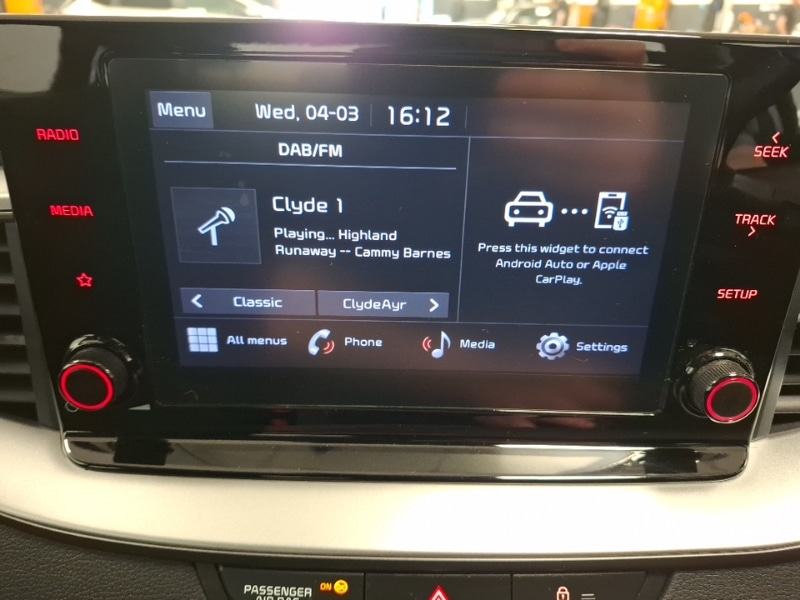 Menu Wed, 04-03 16:12
RADIO
MEDIA
DAB/FM
Clyde 1
Playing... Highland
Runaway -- Cammy Barnes
Classic ClydeAyr
Press this widget to connect
Android Auto or Apple
CarPlay.
All menus Phone Media Settings
SEEK
TRACK
SETUP
PASSENGER ON
AIR BAG